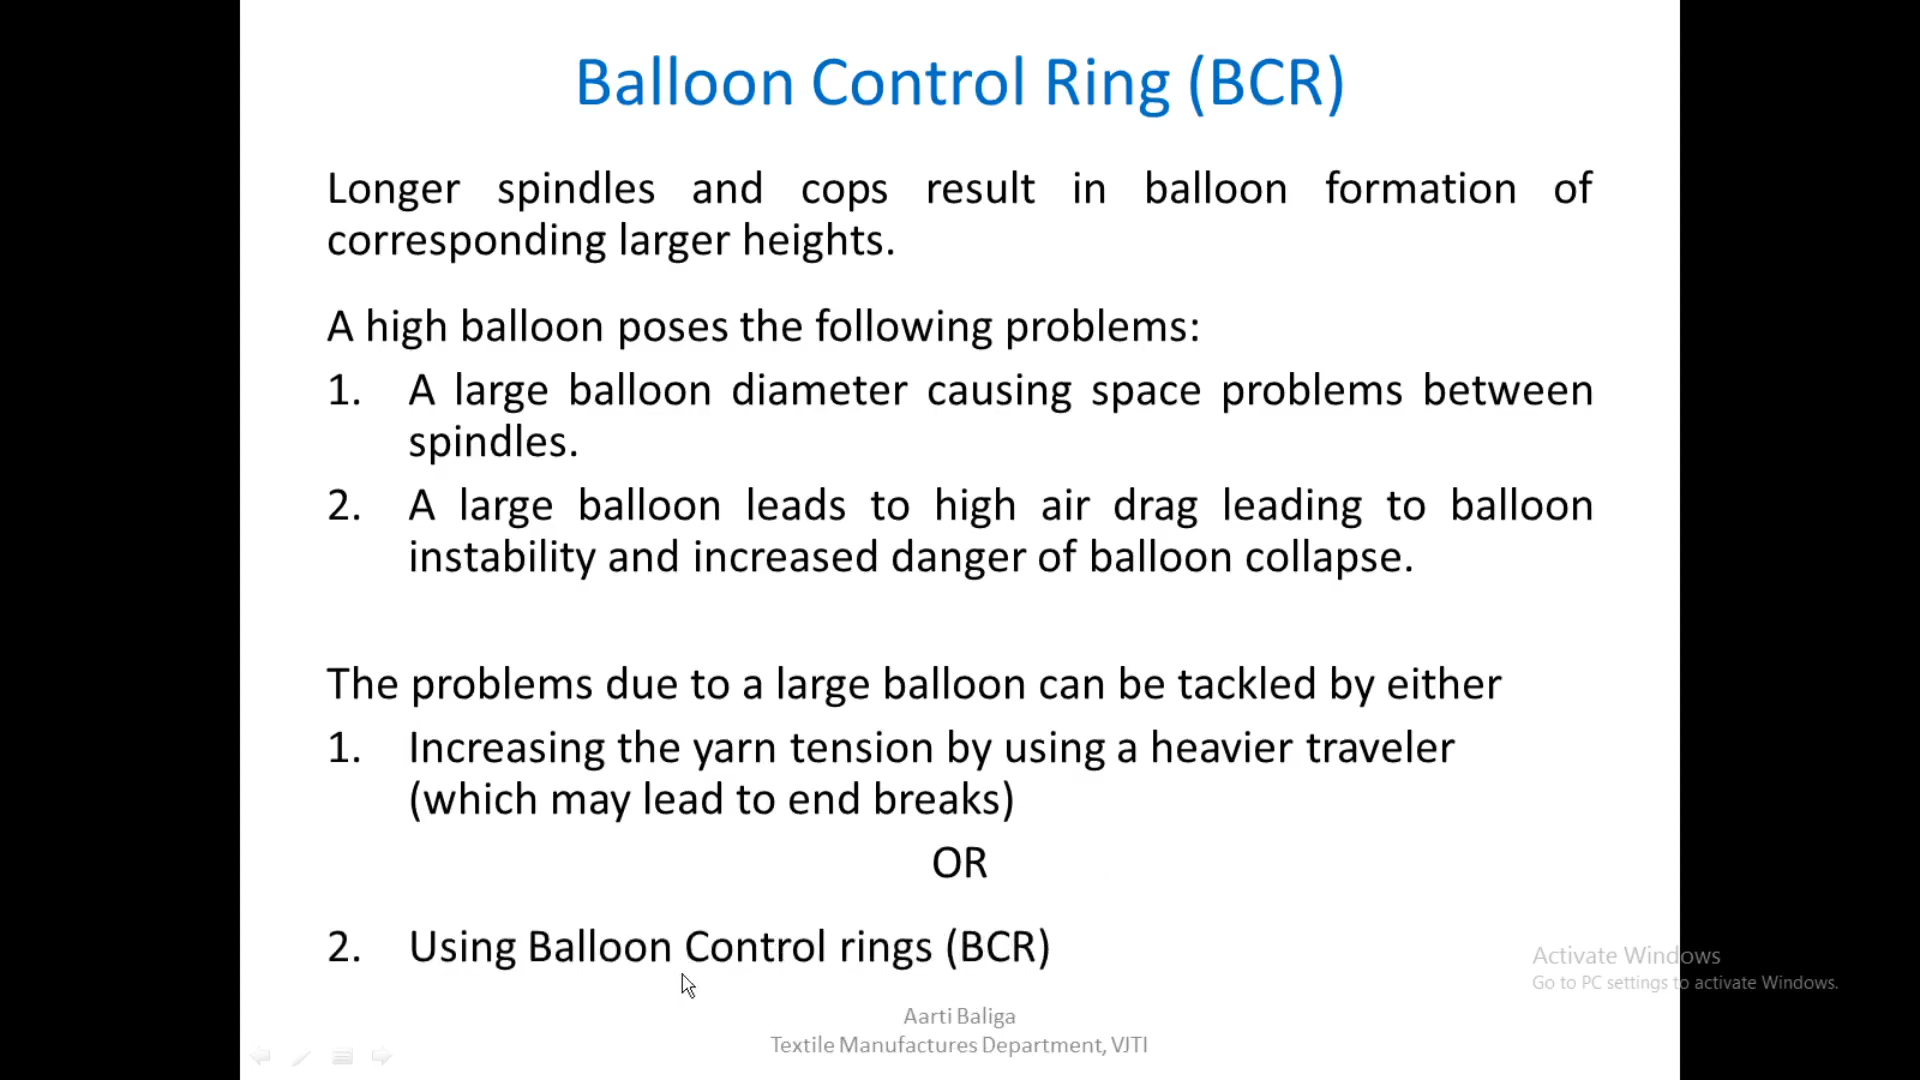 Balloon Control Ring (BCR)
Longer spindles and cops result in balloon formation of
corresponding larger heights.
A high balloon poses the following problems:
1. A large balloon diameter causing space problems between
spindles.
2. A large balloon leads to high air drag leading to balloon
instability and increased danger of balloon collapse.
The problems due to a large balloon can be tackled by either
1. Increasing the yarn tension by using a heavier traveler
(which may lead to end breaks)
OR
2. Using Balloon Control rings (BCR)
Activate Windows
Go to PC settings to activate Windows.
Aarti Baliga
Textile Manufactures Department, VJTI